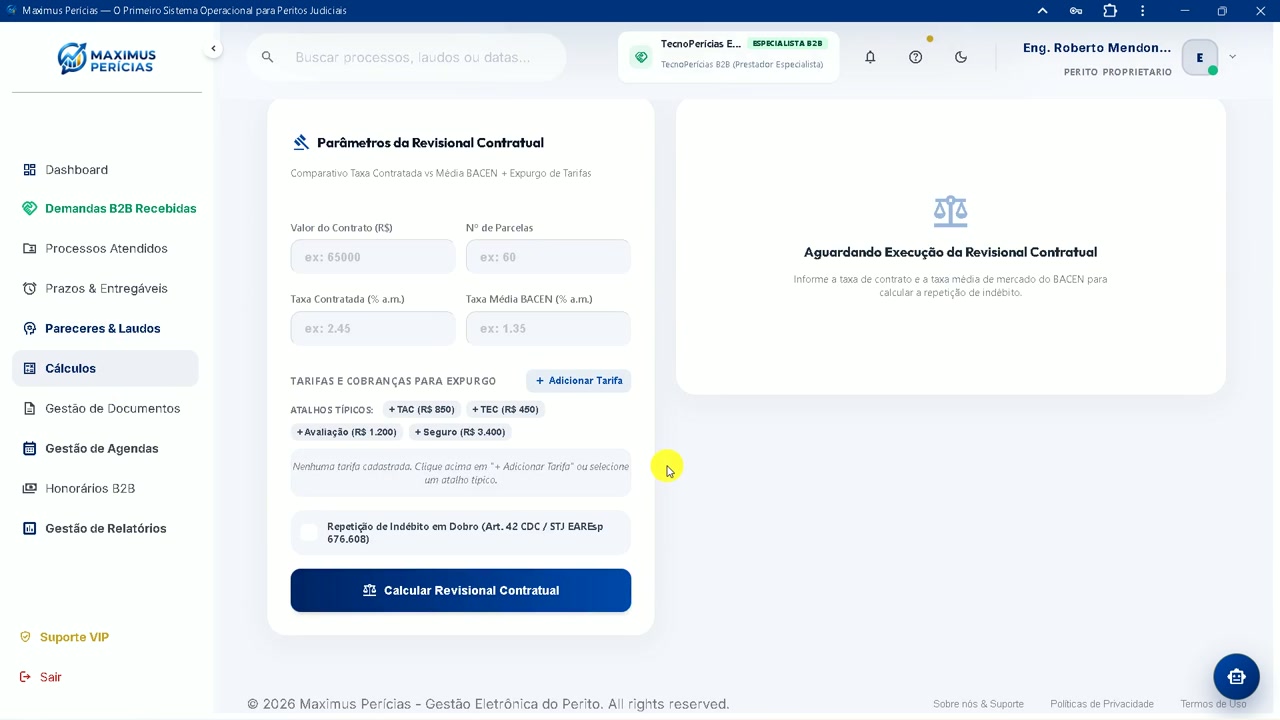 Maximus Perícias — O Primeiro Sistema Operacional para Peritos Judiciais
MAXIMUS
PERÍCIAS
Buscar processos, laudos ou datas...
TecnoPerícias E... ESPECIALISTA B2B
TecnoPerícias B2B (Prestador Especialista)
Eng. Roberto Mendon...
PERITO PROPRIETARIO
E
Dashboard
Demandas B2B Recebidas
Processos Atendidos
Prazos & Entregáveis
Pareceres & Laudos
Cálculos
Gestão de Documentos
Gestão de Agendas
Honorários B2B
Gestão de Relatórios
Suporte VIP
Sair
Parâmetros da Revisional Contratual
Comparativo Taxa Contratada vs Média BACEN + Expurgo de Tarifas
Valor do Contrato (R$) Nº de Parcelas
ex: 65000 ex: 60
Taxa Contratada (% a.m.) Taxa Média BACEN (% a.m.)
ex: 2.45 ex: 1.35
TARIFAS E COBRANÇAS PARA EXPURGO + Adicionar Tarifa
ATALHOS TÍPICOS: + TAC (R$ 850) + TEC (R$ 450)
+ Avaliação (R$ 1.200) + Seguro (R$ 3.400)
Nenhuma tarifa cadastrada. Clique acima em "+ Adicionar Tarifa" ou selecione
um atalho típico.
Repetição de Indébito em Dobro (Art. 42 CDC / STJ EAREsp
676.608)
Calcular Revisional Contratual
Aguardando Execução da Revisional Contratual
Informe a taxa de contrato e a taxa média de mercado do BACEN para
calcular a repetição de indébito.
© 2026 Maximus Perícias - Gestão Eletrônica do Perito. All rights reserved.
Sobre nós & Suporte Políticas de Privacidade Termos de Uso